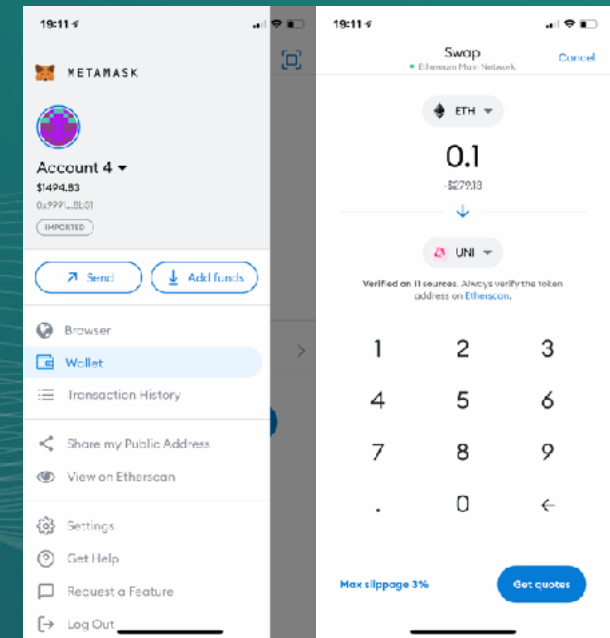 19:11
METAMASK
Account 4
$1494.83
IMPORTED
Send
Add funds
Browser
Wallet
Transaction History
Share my Public Address
View on Etherscan
Settings
Get Help
Request a Feature
Log Out
19:11
Swap
Ethereum Main Network
Cancel
ETH
0.1
UNI
Verified on 11 sources. Always verify the token
address on Etherscan.
1 2 3
4 5 6
7 8 9
. 0
Max slippage 3%
Get quotes